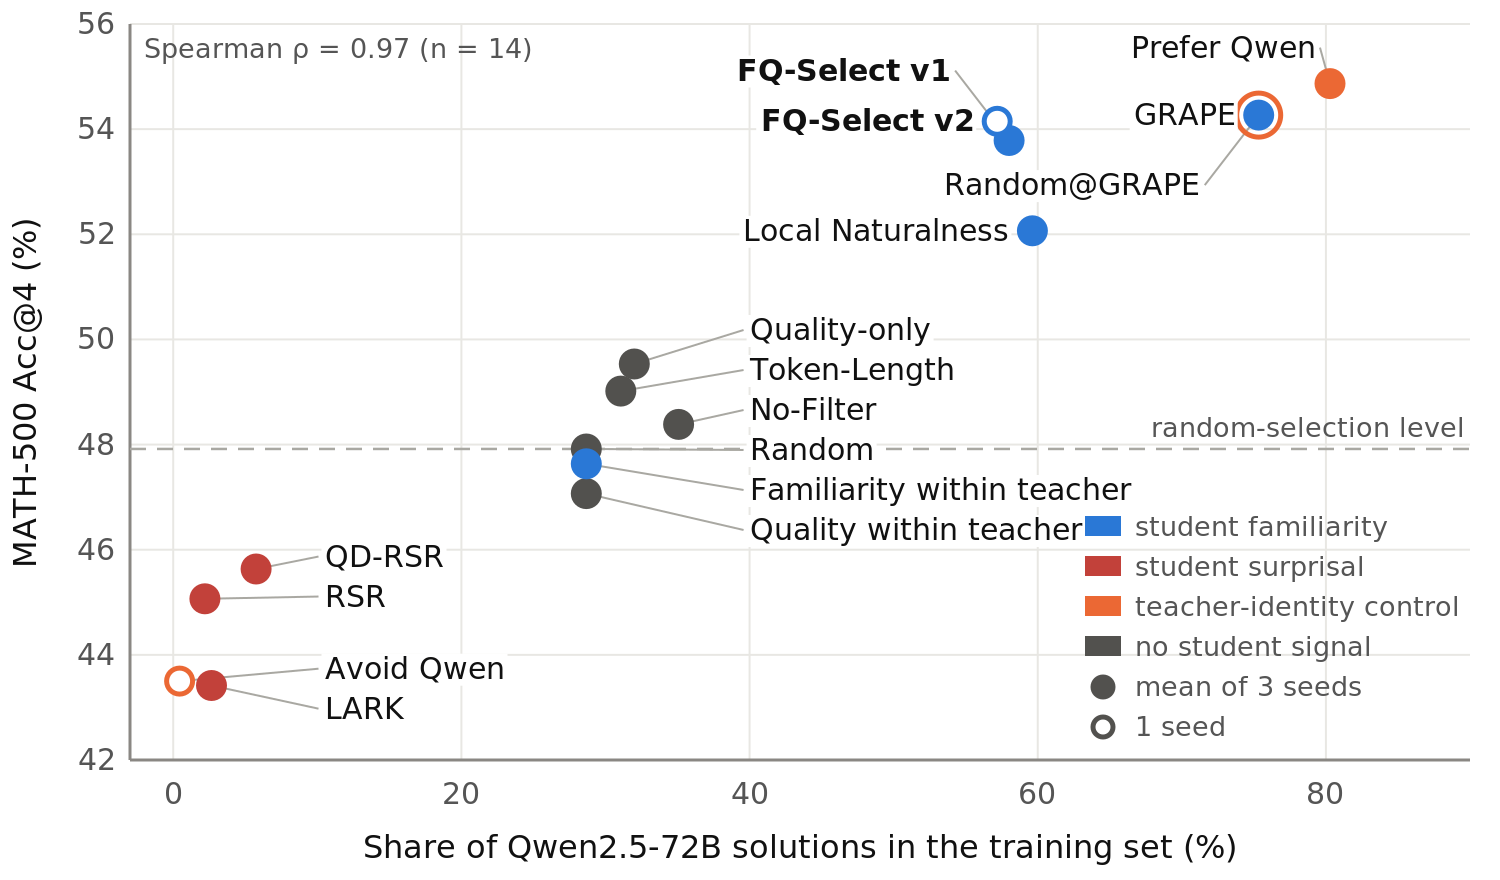 56
Spearman ρ = 0.97 (n = 14)
Prefer Qwen
FQ-Select v1
GRAPE
FQ-Select v2
54
Random@GRAPE
Local Naturalness
52
Quality-only
50
Token-Length
No-Filter
random-selection level
48
Random
Familiarity within teacher
Quality within teacher
46
QD-RSR
RSR
44
Avoid Qwen
LARK
42
student familiarity
student surprisal
teacher-identity control
no student signal
mean of 3 seeds
1 seed
MATH-500 Acc@4 (%)
0 20 40 60 80
Share of Qwen2.5-72B solutions in the training set (%)